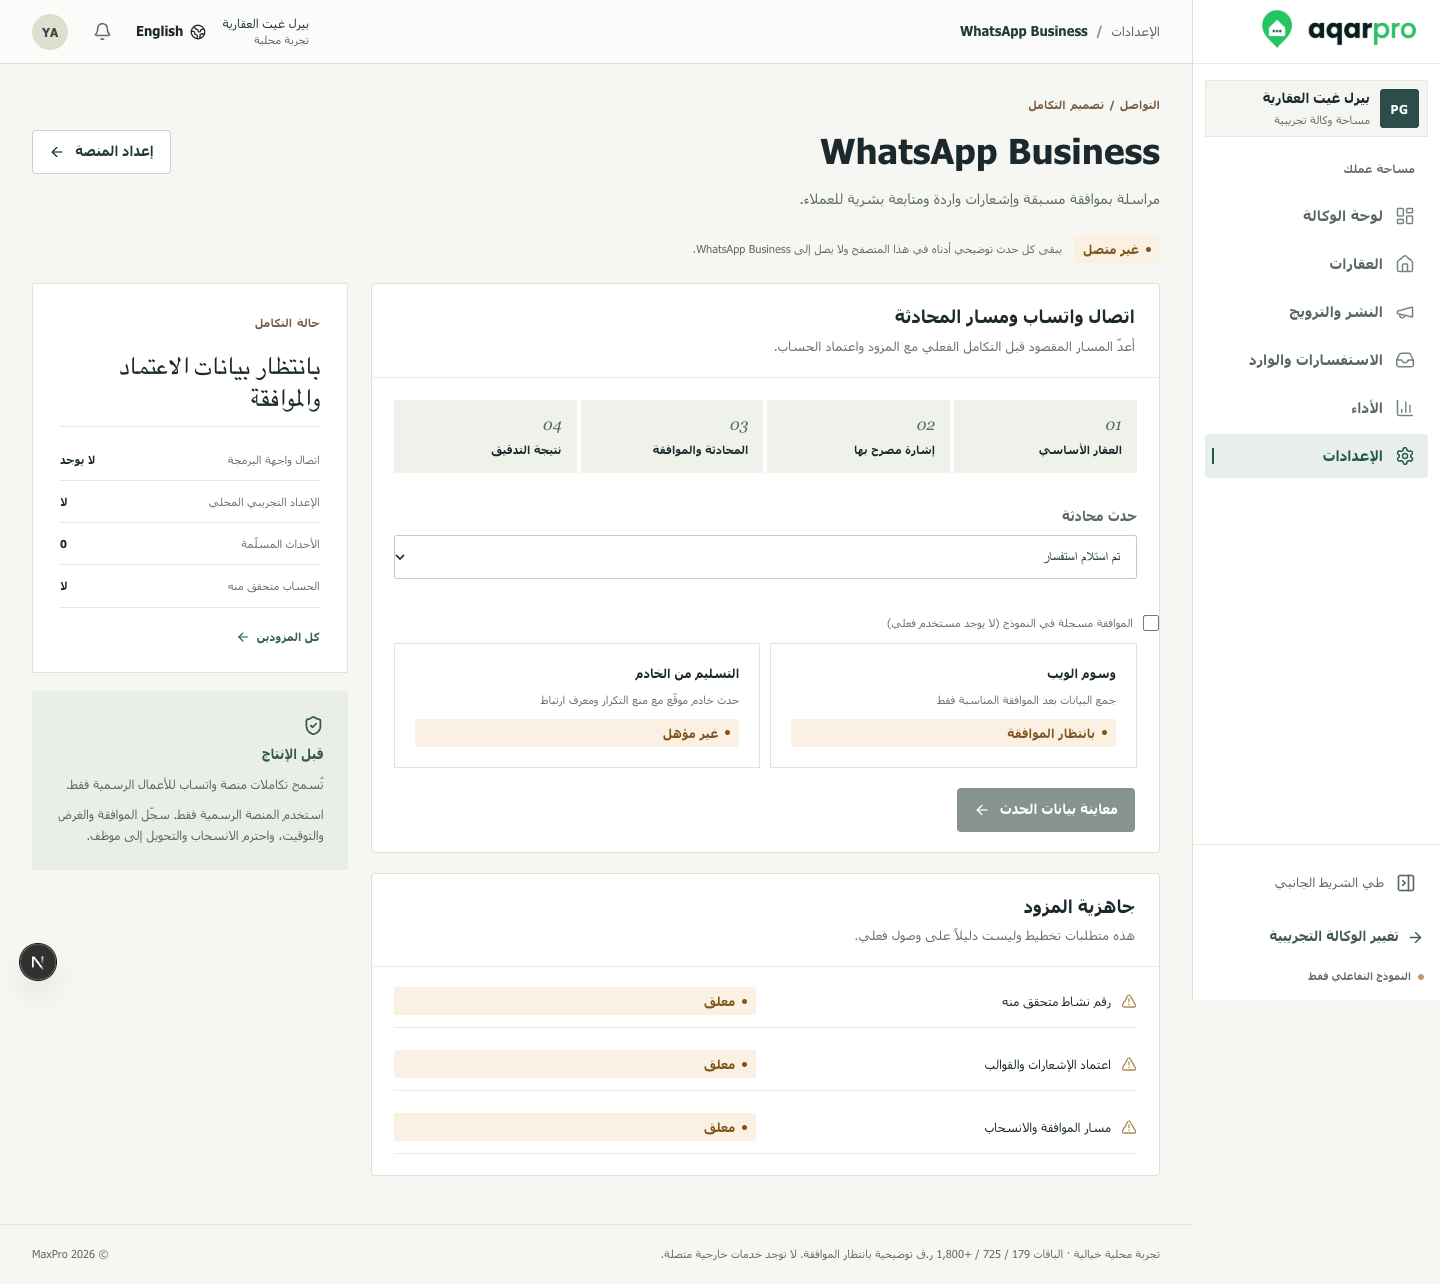 aqarpro
PG
بيرل غيت العقارية
مساحة وكالة تجريبية
مساحة عملك
لوحة الوكالة
العقارات
النشر والترويج
الاستفسارات والوارد
الأداء
الإعدادات
طي الشريط الجانبي
تغيير الوكالة التجريبية
النموذج التفاعلي فقط
الإعدادات / WhatsApp Business
بيرل غيت العقارية
تجربة محلية
English
YA
التواصل / تصميم التكامل
WhatsApp Business
مراسلة بموافقة مسبقة وإشعارات واردة ومتابعة بشرية للعملاء.
إعداد المنصة
غير متصل
يبقى كل حدث توضيحي أدناه في هذا المتصفح ولا يصل إلى WhatsApp Business.
اتصال واتساب ومسار المحادثة
أعدّ المسار المقصود قبل التكامل الفعلي مع المزود واعتماد الحساب.
01
العقار الأساسي
02
إشارة مصرح بها
03
المحادثة والموافقة
04
نتيجة التدقيق
حدث محادثة
تم استلام استفسار
الموافقة مسجلة في النموذج (لا يوجد مستخدم فعلي)
وسوم الويب
جمع البيانات بعد الموافقة المناسبة فقط
بانتظار الموافقة
التسليم من الخادم
حدث خادم موقّع مع منع التكرار ومعرف ارتباط
غير مؤهل
معاينة بيانات الحدث
جاهزية المزود
هذه متطلبات تخطيط وليست دليلاً على وصول فعلي.
رقم نشاط متحقق منه
معلق
اعتماد الإشعارات والقوالب
معلق
مسار الموافقة والانسحاب
معلق
حالة التكامل
بانتظار بيانات الاعتماد
والموافقة
اتصال واجهة البرمجة
لا يوجد
الإعداد التجريبي المحلي
لا
الأحداث المسلّمة
0
الحساب متحقق منه
لا
كل المزودين
قبل الإنتاج
تُسمح تكاملات منصة واتساب للأعمال الرسمية فقط.
استخدم المنصة الرسمية فقط. سجّل الموافقة والغرض
والتوقيت، واحترم الانسحاب والتحويل إلى موظف.
N
تجربة محلية خيالية · الباقات 179 / 725 / +1,800 ر.ق توضيحية بانتظار الموافقة. لا توجد خدمات خارجية متصلة.
© 2026 MaxPro